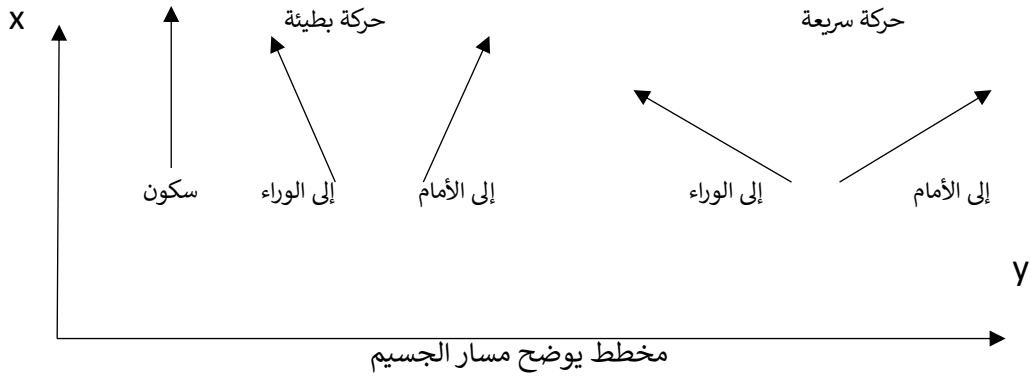 x
حركة سريعة
حركة بطيئة
إلى الأمام
إلى الوراء
إلى الأمام
إلى الوراء
سكون
y
مخطط يوضح مسار الجسيم